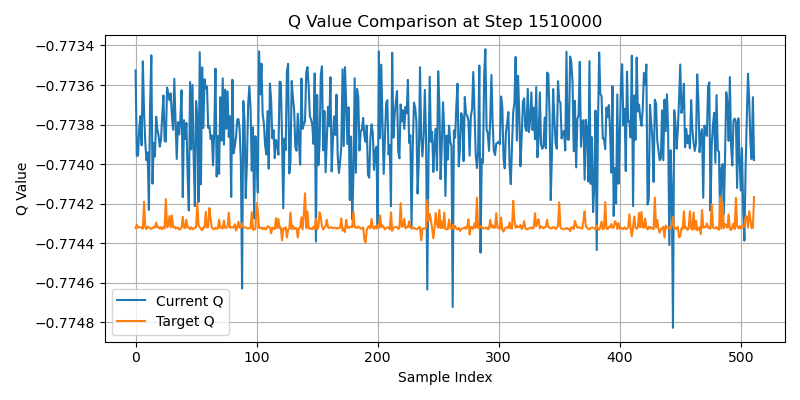 Q Value Comparison at Step 1510000
−0.7734
−0.7736
−0.7738
−0.7740
−0.7742
−0.7744
−0.7746
−0.7748
Q Value
Current Q
Target Q
0 100 200 300 400 500
Sample Index